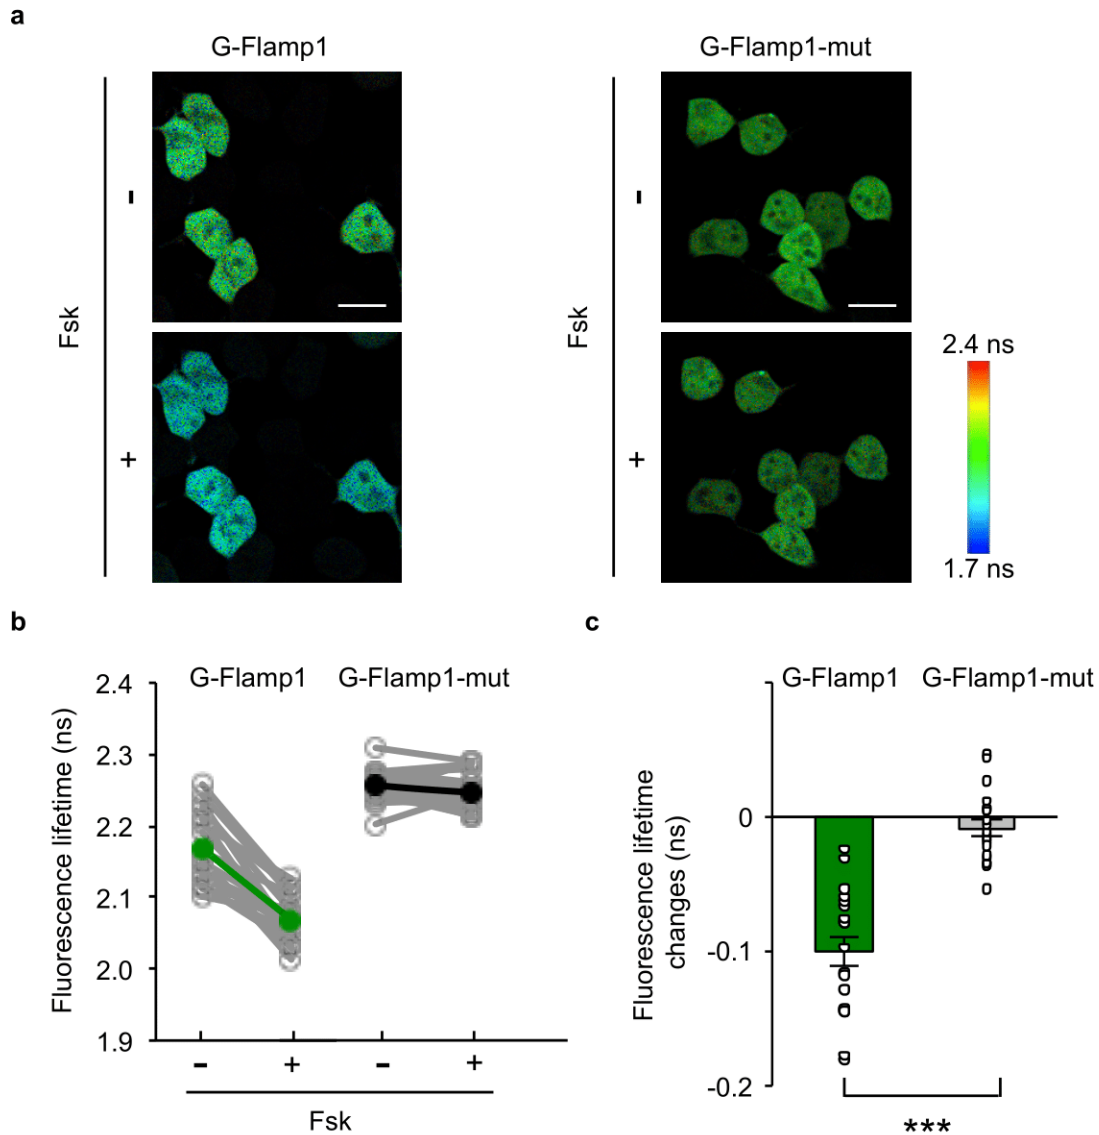 a
G-Flamp1
G-Flamp1-mut
Fsk
-
+
Fsk
-
+
2.4 ns
1.7 ns
b
G-Flamp1
G-Flamp1-mut
Fluorescence lifetime (ns)
2.4
2.3
2.2
2.1
2.0
1.9
- + - +
Fsk
c
G-Flamp1
G-Flamp1-mut
Fluorescence lifetime
changes (ns)
0
-0.1
-0.2
***